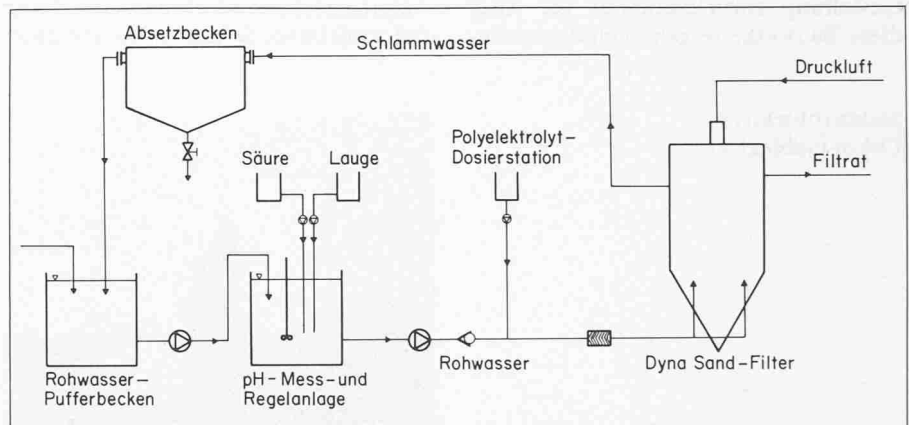 Absetzbecken
Schlammwasser
Druckluft
Polyelektrolyt-
Dosierstation
Säure
Lauge
Filtrat
Rohwasser-
Pufferbecken
pH-Mess-und
Regelanlage
Rohwasser
Dyna Sand-Filter